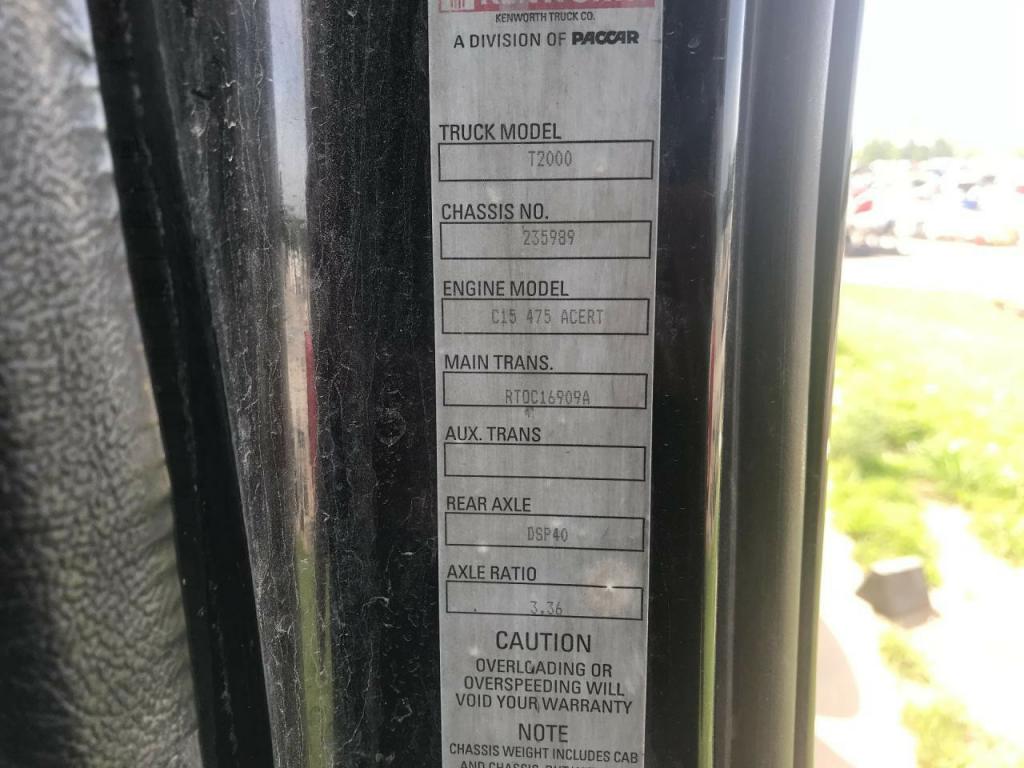 KENWORTH TRUCK CO.
A DIVISION OF PACCAR
TRUCK MODEL
T2000
CHASSIS NO.
235989
ENGINE MODEL
C15 475 ACERT
MAIN TRANS.
RTOC16909A
AUX. TRANS
REAR AXLE
DSP40
AXLE RATIO
3.36
CAUTION
OVERLOADING OR
OVERSPEEDING WILL
VOID YOUR WARRANTY
NOTE
CHASSIS WEIGHT INCLUDES CAB
AND CHASSIS,